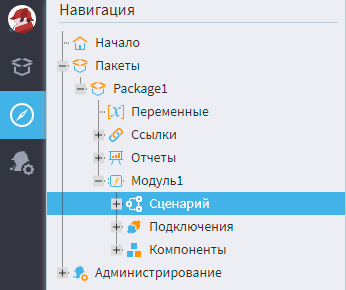 Навигация
Начало
Пакеты
Package1
[x] Переменные
Ссылки
Отчеты
Модуль1
Сценарий
Подключения
Компоненты
Администрирование